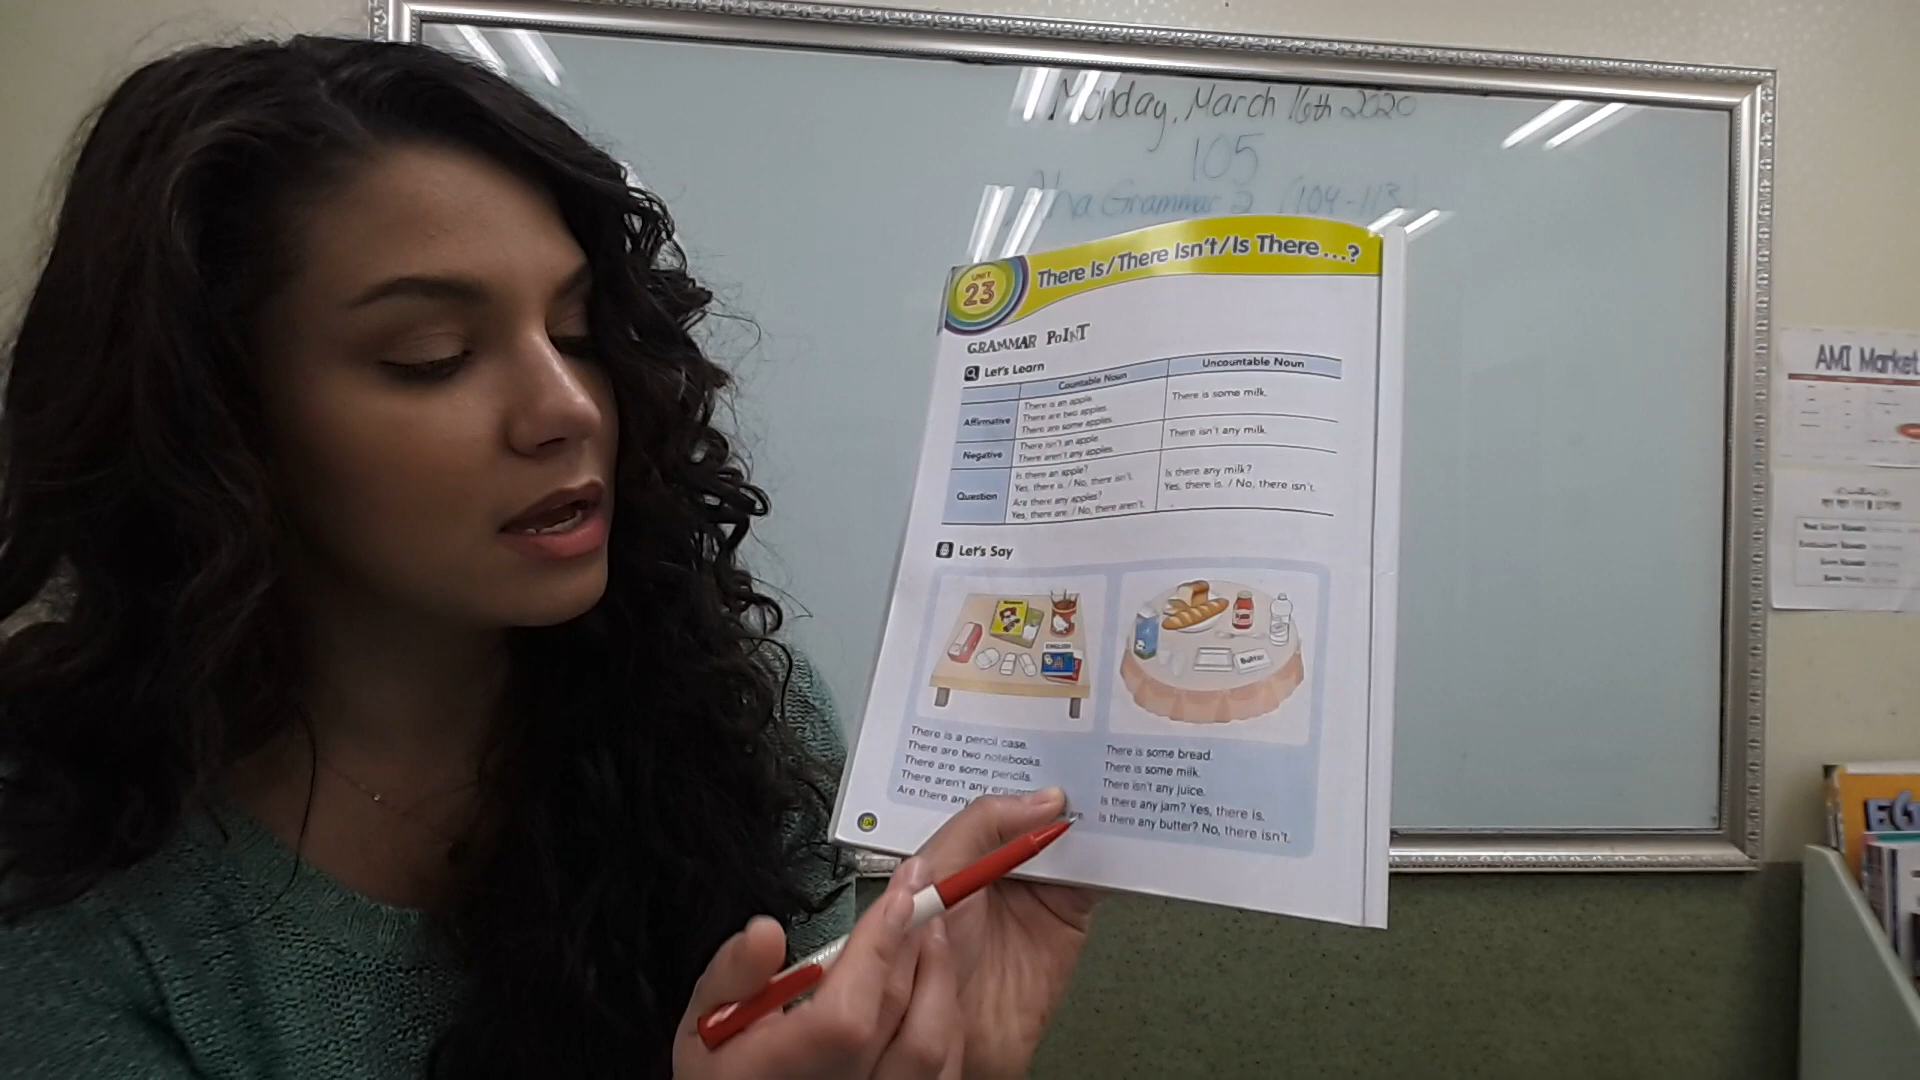 Monday, March 16th 2020
105
Grammar 2 (104-113)
UNIT
23
There Is/There Isn't/Is There...?
GRAMMAR POINT
Let's Learn
Countable Noun
Uncountable Noun
Affirmative
There is an apple.
There are two apples.
There are some apples.
There is some milk.
Negative
There isn't an apple.
There aren't any apples.
There isn't any milk.
Question
Is there an apple?
Yes, there is. / No, there isn't.
Are there any apples?
Yes, there are. / No, there aren't.
Is there any milk?
Yes, there is. / No, there isn't.
Let's Say
ENGLISH
Butter
There is a pencil case.
There are two notebooks.
There are some pencils.
There aren't any
Are there any
are.
There is some bread.
There is some milk.
There isn't any juice.
Is there any jam? Yes, there is.
Is there any butter? No, there isn't.
104
AMI Market